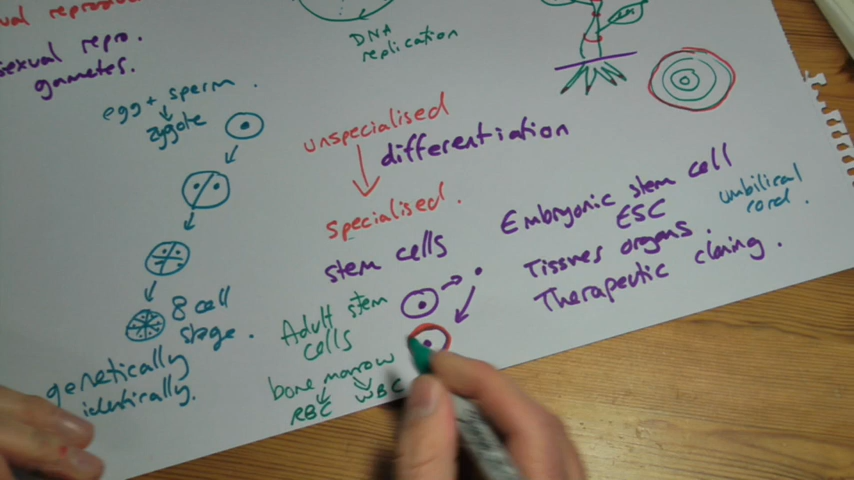 sexual repro.
gametes.
DNA
replication
egg + sperm
zygote
8 cell
stage.
genetically
identically.
unspecialised
differentiation
specialised.
stem cells
Adult stem
cells
bone marrow
RBC WBC
Embryonic stem cell
ESC
umbilical
cord.
Tissues organs.
Therapeutic cloning.